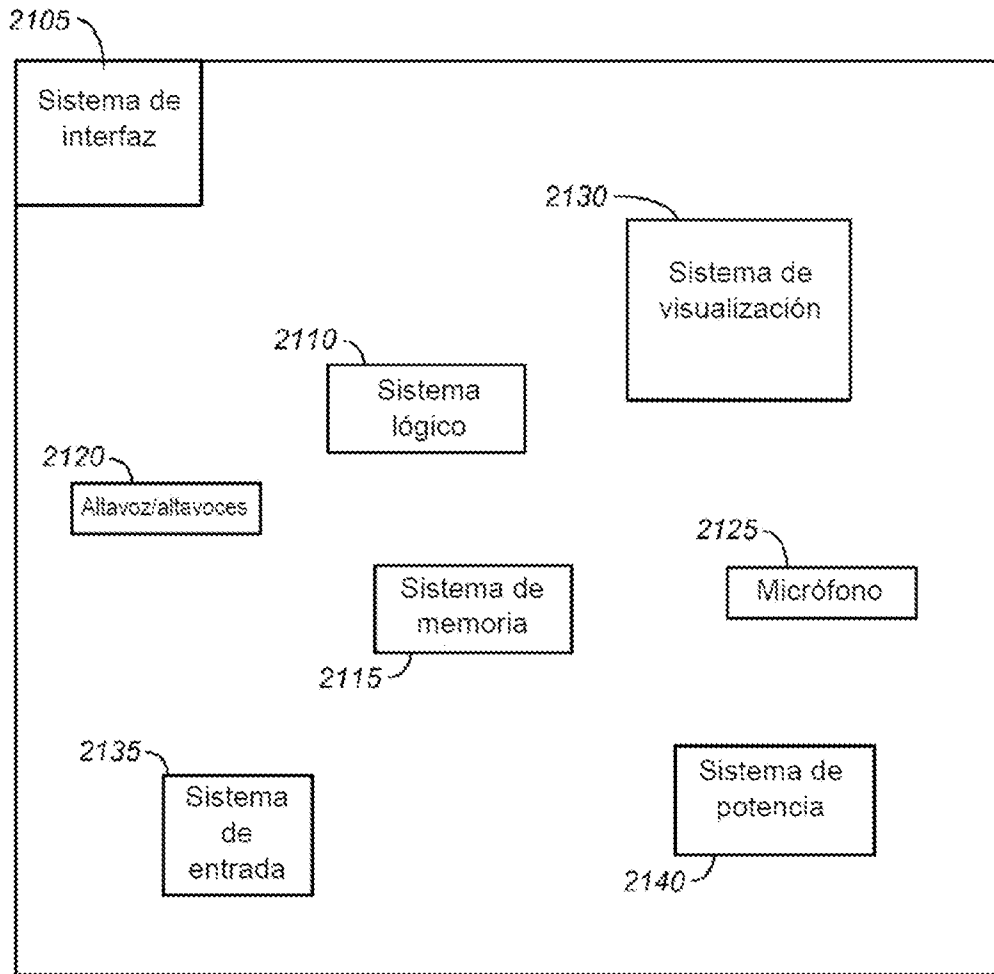 2105
Sistema de
interfaz
2130
Sistema de
visualización
2110
Sistema
lógico
2120
Altavoz/altavoces
2125
Micrófono
Sistema de
memoria
2115
2135
Sistema
de
entrada
Sistema de
potencia
2140